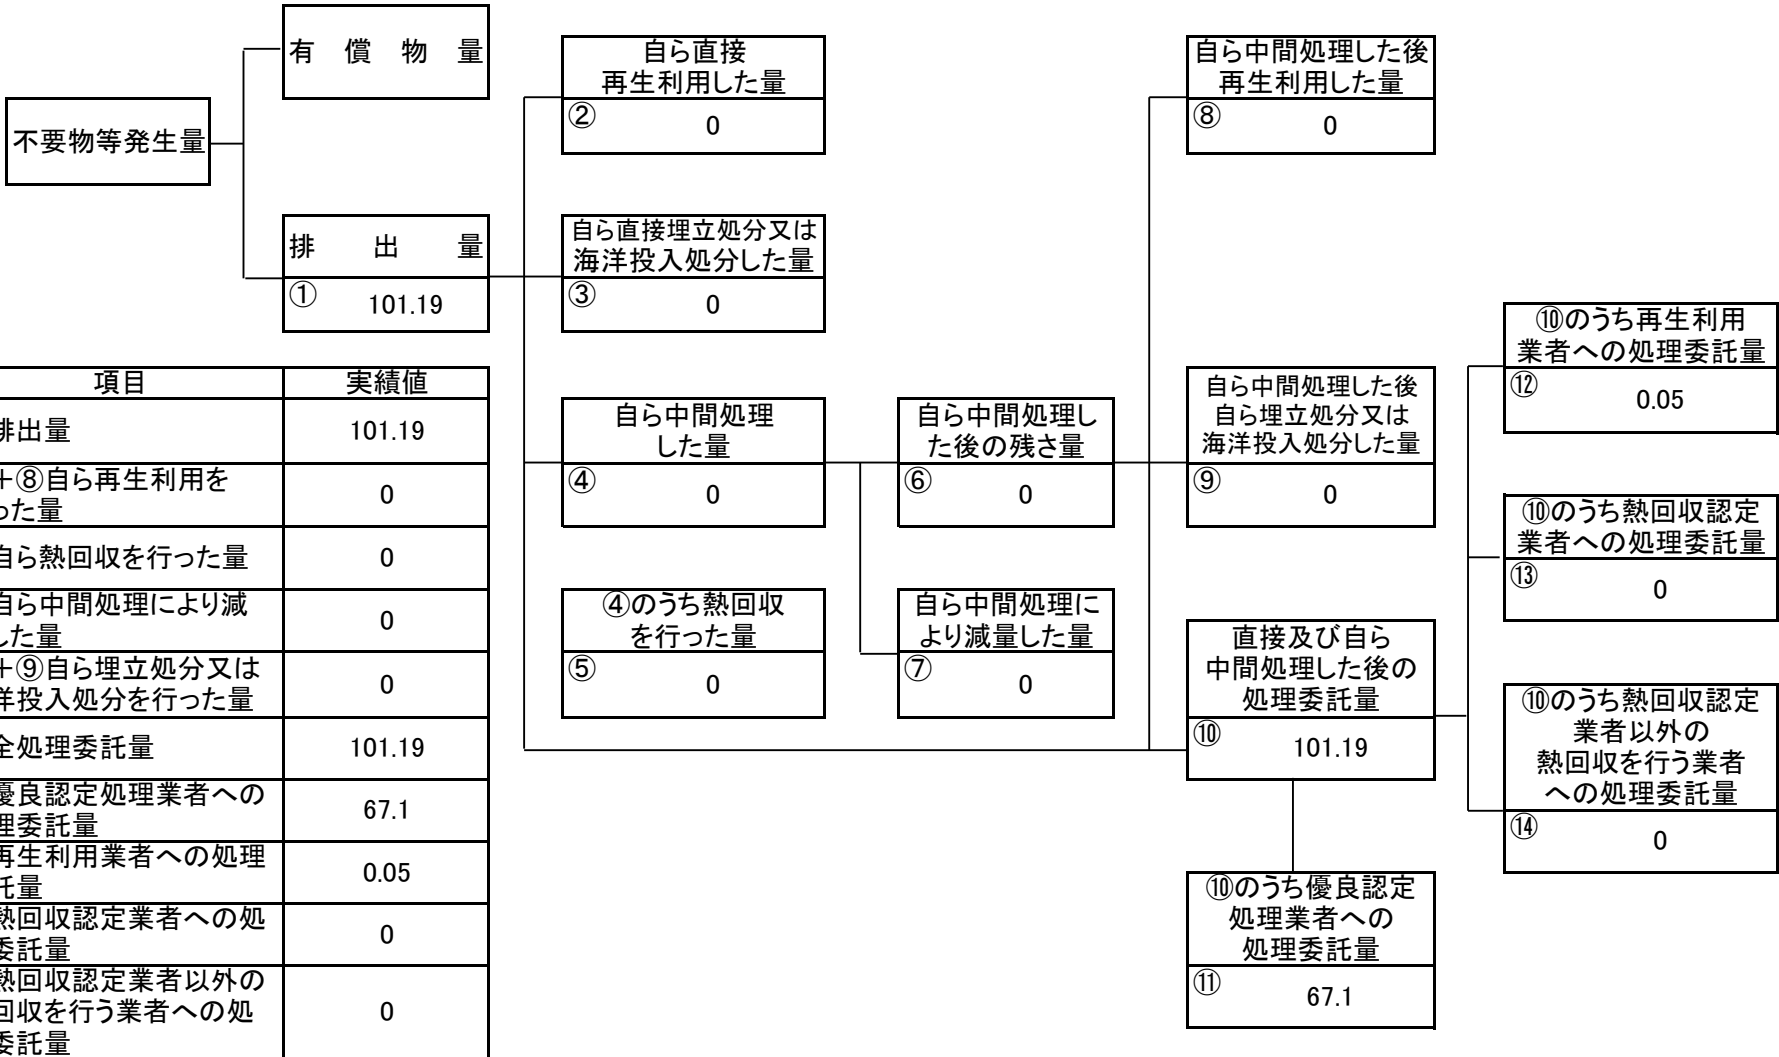 有償物量
不要物等発生量
排出量
① 101.19
自ら直接
再生利用した量
② 0
自ら直接埋立処分又は
海洋投入処分した量
③ 0
自ら中間処理
した量
④ 0
④のうち熱回収
を行った量
⑤ 0
自ら中間処理し
た後の残さ量
⑥ 0
自ら中間処理に
より減量した量
⑦ 0
自ら中間処理した後
再生利用した量
⑧ 0
自ら中間処理した後
自ら埋立処分又は
海洋投入処分した量
⑨ 0
直接及び自ら
中間処理した後の
処理委託量
⑩ 101.19
⑩のうち優良認定
処理業者への
処理委託量
⑪ 67.1
⑩のうち再生利用
業者への処理委託量
⑫ 0.05
⑩のうち熱回収認定
業者への処理委託量
⑬ 0
⑩のうち熱回収認定
業者以外の
熱回収を行う業者
への処理委託量
⑭ 0
項目 実績値
排出量 101.19
+⑧自ら再生利用を
った量 0
自ら熱回収を行った量 0
自ら中間処理により減
した量 0
+⑨自ら埋立処分又は
洋投入処分を行った量 0
全処理委託量 101.19
優良認定処理業者への
理委託量 67.1
再生利用業者への処理
託量 0.05
熱回収認定業者への処
委託量 0
熱回収認定業者以外の
回収を行う業者への処
委託量 0